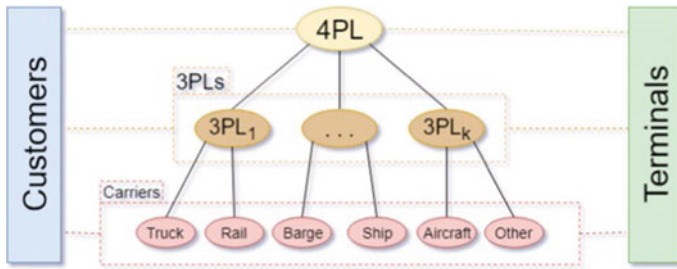 Customers
4PL
3PLs
3PL1
. . .
3PLk
Carriers
Truck
Rail
Barge
Ship
Aircraft
Other
Terminals